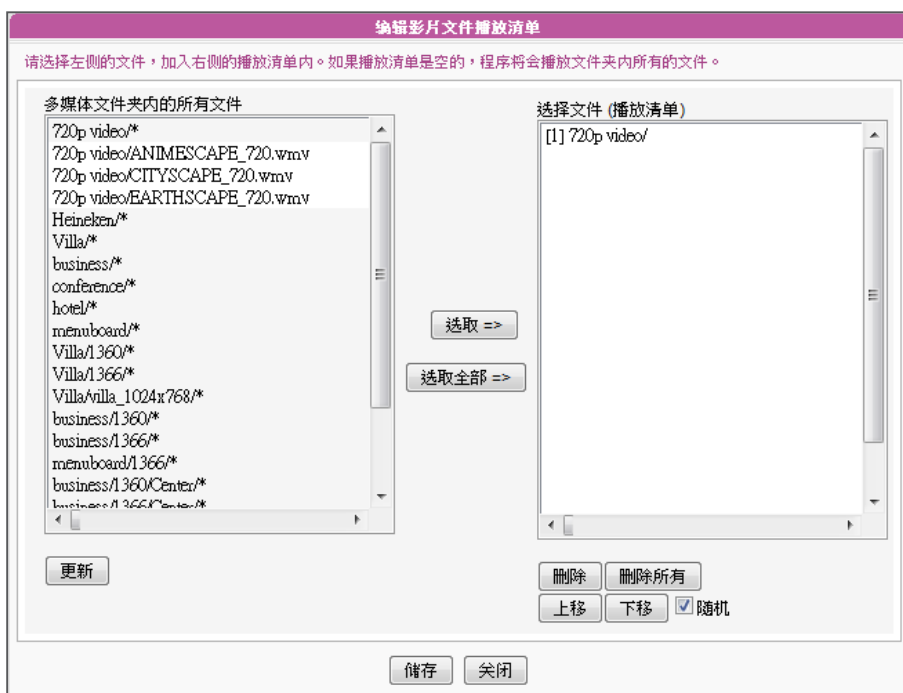 编辑影片文件播放清单
请选择左侧的文件，加入右侧的播放清单内。如果播放清单是空的，程序将会播放文件夹内所有的文件。
多媒体文件夹内的所有文件
720p video/*
720p video/ANIMESCAPE_720.wmv
720p video/CITYSCAPE_720.wmv
720p video/EARTHSCAPE_720.wmv
Heineken/*
Villa/*
business/*
conference/*
hotel/*
menuboard/*
Villa/1360/*
Villa/1366/*
Villa/villa_1024x768/*
business/1360/*
business/1366/*
menuboard/1366/*
business/1360/Center/*
business/1366/Center/*
更新
选取 =>
选取全部 =>
选择文件 (播放清单)
[1] 720p video/
删除 删除所有
上移 下移 随机
储存 关闭